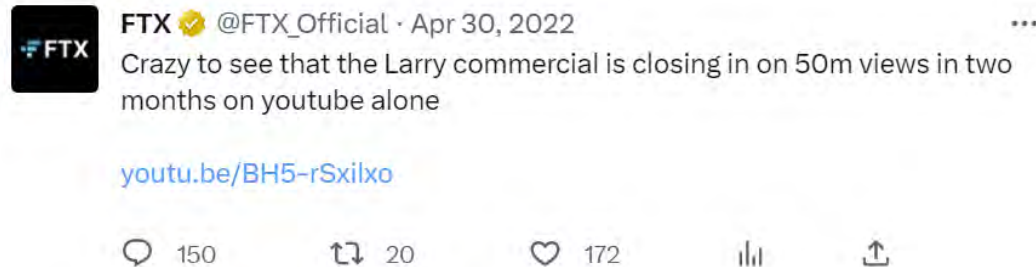 FTX @FTX_Official · Apr 30, 2022
FTX
Crazy to see that the Larry commercial is closing in on 50m views in two
months on youtube alone
youtu.be/BH5-rSxilxo
150 20 172